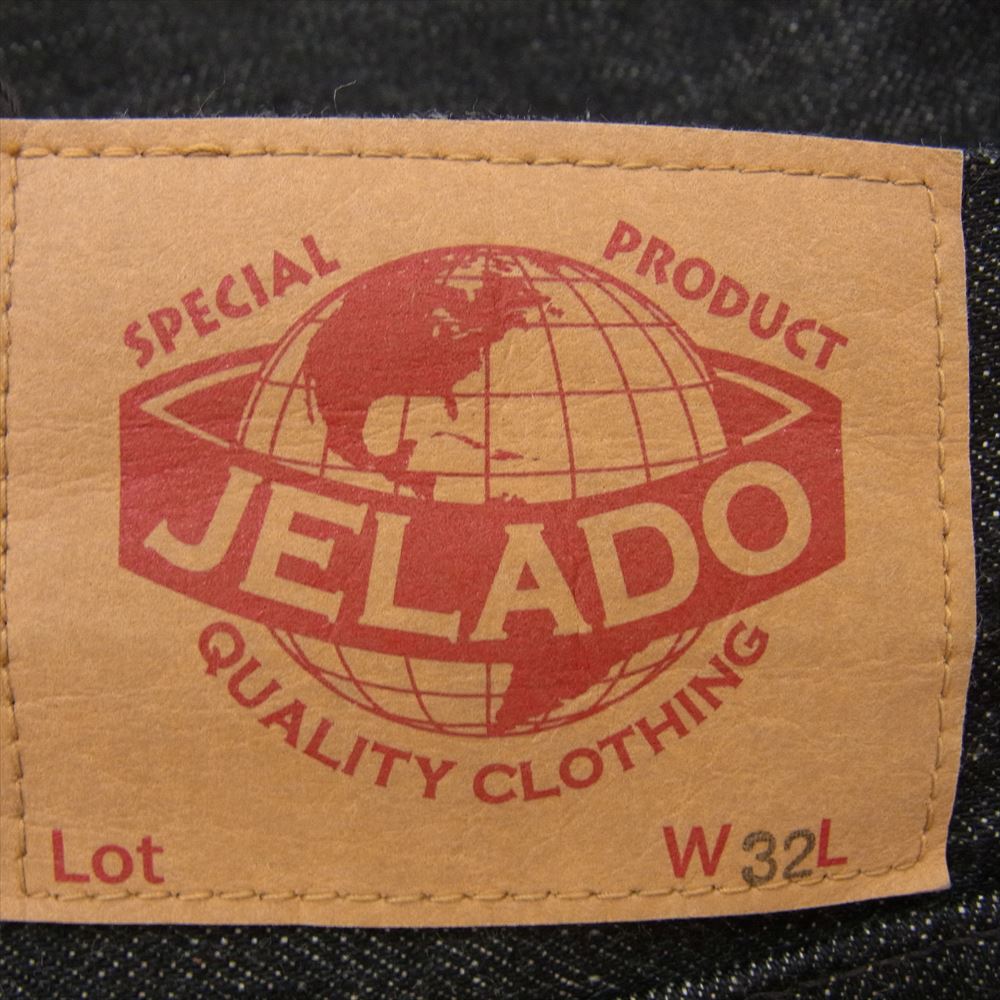 SPECIAL PRODUCT
JELADO
QUALITY CLOTHING
Lot W 32 L